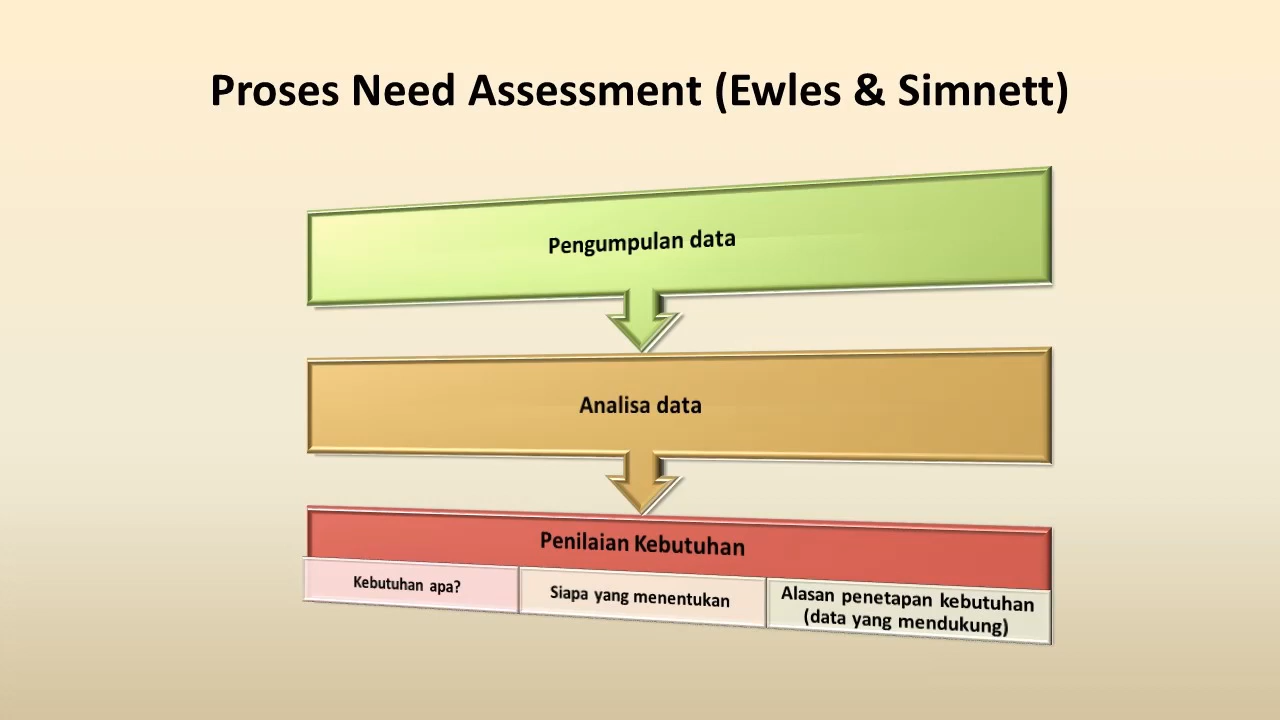 Proses Need Assessment (Ewles & Simnett)
Pengumpulan data
Analisa data
Penilaian Kebutuhan
Kebutuhan apa?
Siapa yang menentukan
Alasan penetapan kebutuhan
(data yang mendukung)